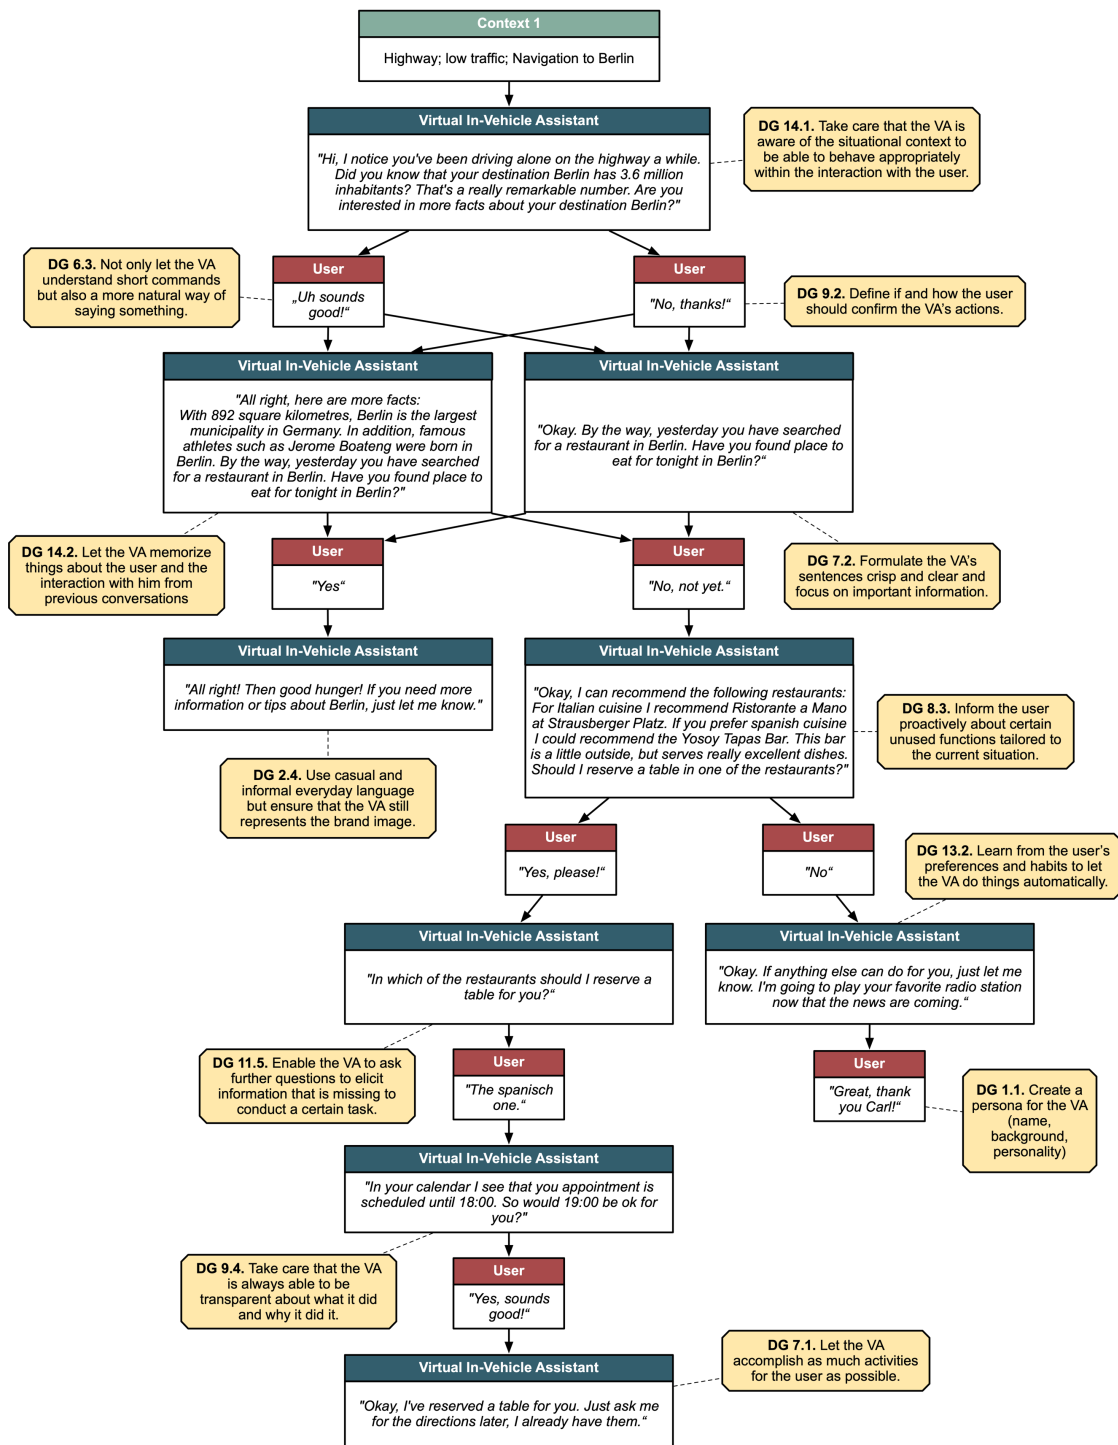 Context 1
Highway; low traffic; Navigation to Berlin
Virtual In-Vehicle Assistant
"Hi, I notice you've been driving alone on the highway a while.
Did you know that your destination Berlin has 3.6 million
inhabitants? That's a really remarkable number. Are you
interested in more facts about your destination Berlin?"
DG 14.1. Take care that the VA is
aware of the situational context to
be able to behave appropriately
within the interaction with the user.
DG 6.3. Not only let the VA
understand short commands
but also a more natural way of
saying something.
User
„Uh sounds
good!“
User
"No, thanks!“
DG 9.2. Define if and how the user
should confirm the VA’s actions.
Virtual In-Vehicle Assistant
"All right, here are more facts:
With 892 square kilometres, Berlin is the largest
municipality in Germany. In addition, famous
athletes such as Jerome Boateng were born in
Berlin. By the way, yesterday you have searched
for a restaurant in Berlin. Have you found place to
eat for tonight in Berlin?"
Virtual In-Vehicle Assistant
"Okay. By the way, yesterday you have searched
for a restaurant in Berlin. Have you found place to
eat for tonight in Berlin?“
DG 14.2. Let the VA memorize
things about the user and the
interaction with him from
previous conversations
User
"Yes“
User
"No, not yet.“
DG 7.2. Formulate the VA’s
sentences crisp and clear and
focus on important information.
Virtual In-Vehicle Assistant
"All right! Then good hunger! If you need more
information or tips about Berlin, just let me know."
Virtual In-Vehicle Assistant
"Okay, I can recommend the following restaurants:
For Italian cuisine I recommend Ristorante a Mano
at Strausberger Platz. If you prefer spanish cuisine
I could recommend the Yosoy Tapas Bar. This bar
is a little outside, but serves really excellent dishes.
Should I reserve a table in one of the restaurants?"
DG 8.3. Inform the user
proactively about certain
unused functions tailored to
the current situation.
DG 2.4. Use casual and
informal everyday language
but ensure that the VA still
represents the brand image.
User
"Yes, please!“
User
"No“
DG 13.2. Learn from the user’s
preferences and habits to let
the VA do things automatically.
Virtual In-Vehicle Assistant
"In which of the restaurants should I reserve a
table for you?“
Virtual In-Vehicle Assistant
"Okay. If anything else can do for you, just let me
know. I'm going to play your favorite radio station
now that the news are coming.“
DG 11.5. Enable the VA to ask
further questions to elicit
information that is missing to
conduct a certain task.
User
"The spanisch
one.“
User
"Great, thank
you Carl!“
DG 1.1. Create a
persona for the VA
(name,
background,
personality)
Virtual In-Vehicle Assistant
"In your calendar I see that you appointment is
scheduled until 18:00. So would 19:00 be ok for
you?"
DG 9.4. Take care that the VA
is always able to be
transparent about what it did
and why it did it.
User
"Yes, sounds
good!“
DG 7.1. Let the VA
accomplish as much activities
for the user as possible.
Virtual In-Vehicle Assistant
"Okay, I've reserved a table for you. Just ask me
for the directions later, I already have them.“